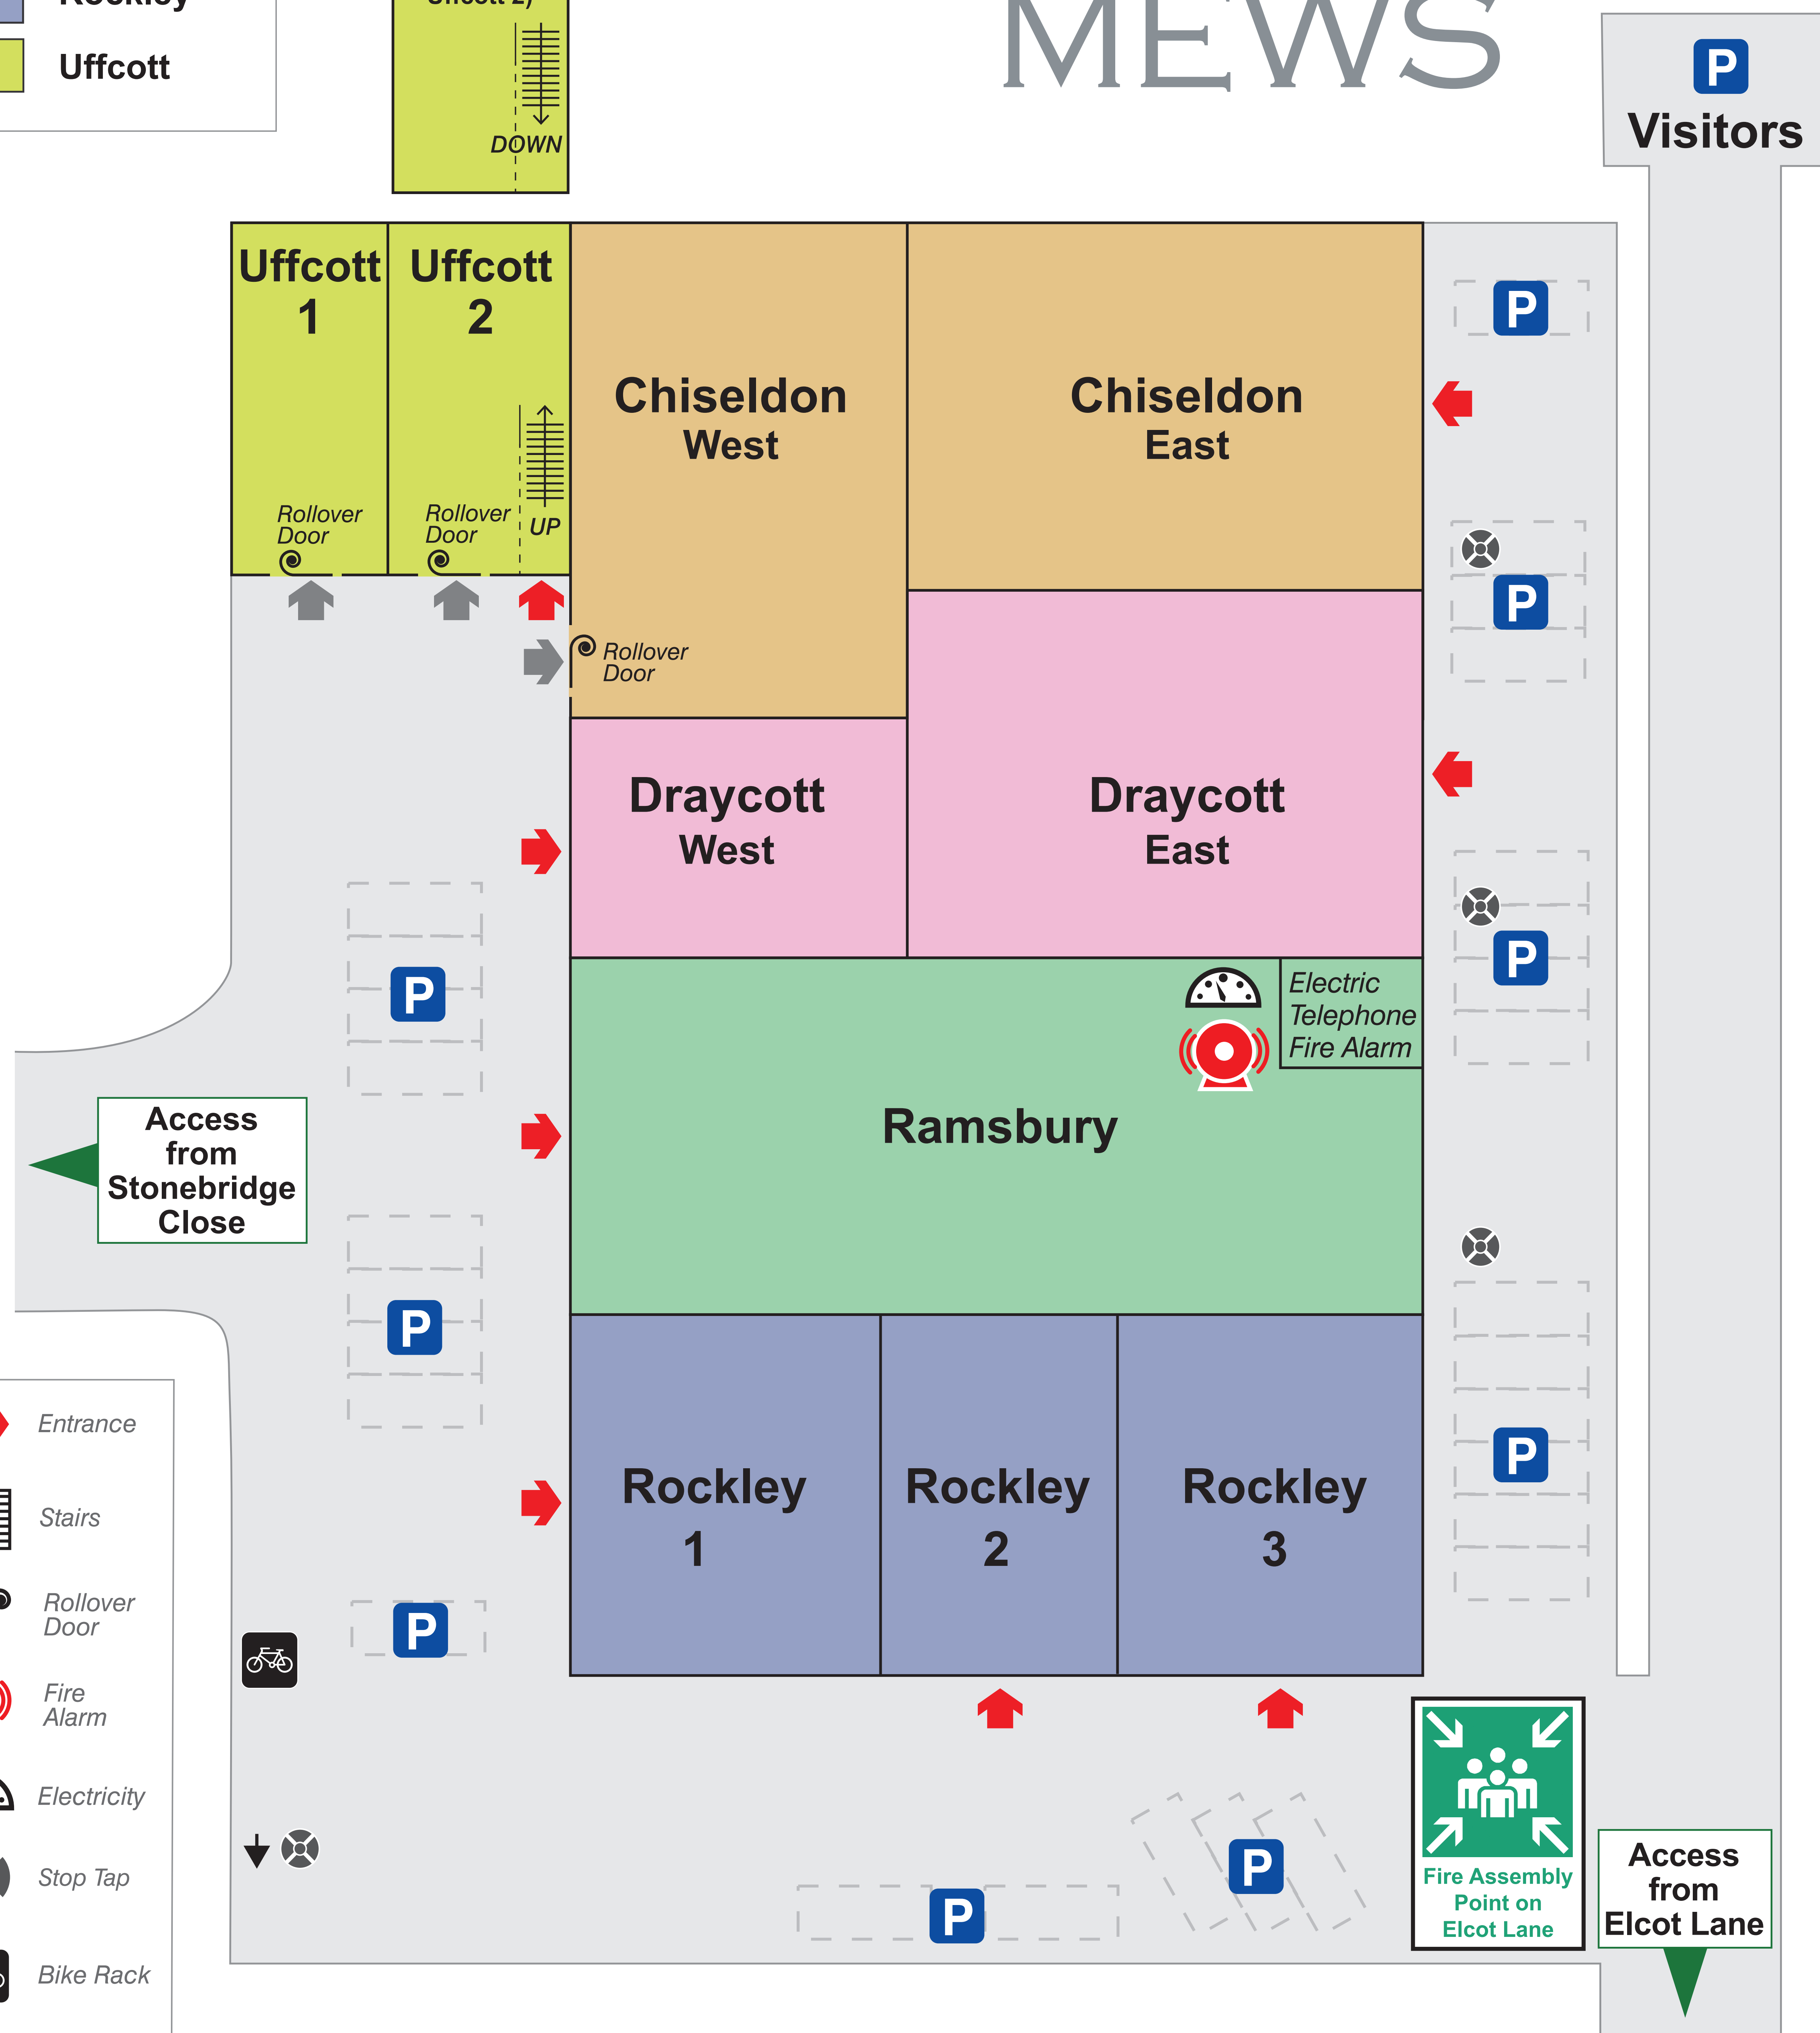 Rockley
Uffcott
Uffcott 2)
DOWN
MEWS
P
Visitors
Uffcott
1
Uffcott
2
Rollover
Door
Rollover
Door
UP
Chiseldon
West
Chiseldon
East
P
P
Rollover
Door
Draycott
West
Draycott
East
P
P
Electric
Telephone
Fire Alarm
Ramsbury
Access
from
Stonebridge
Close
P
Rockley
1
Rockley
2
Rockley
3
P
P
Entrance
Stairs
Rollover
Door
Fire
Alarm
Electricity
Stop Tap
Bike Rack
P
P
Fire Assembly
Point on
Elcot Lane
Access
from
Elcot Lane